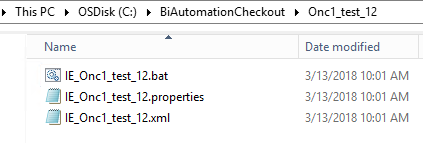 This PC OSDisk (C:) BiAutomationCheckout Onc1_test_12
Name Date modified
IE_Onc1_test_12.bat 3/13/2018 10:01 AM
IE_Onc1_test_12.properties 3/13/2018 10:01 AM
IE_Onc1_test_12.xml 3/13/2018 10:01 AM